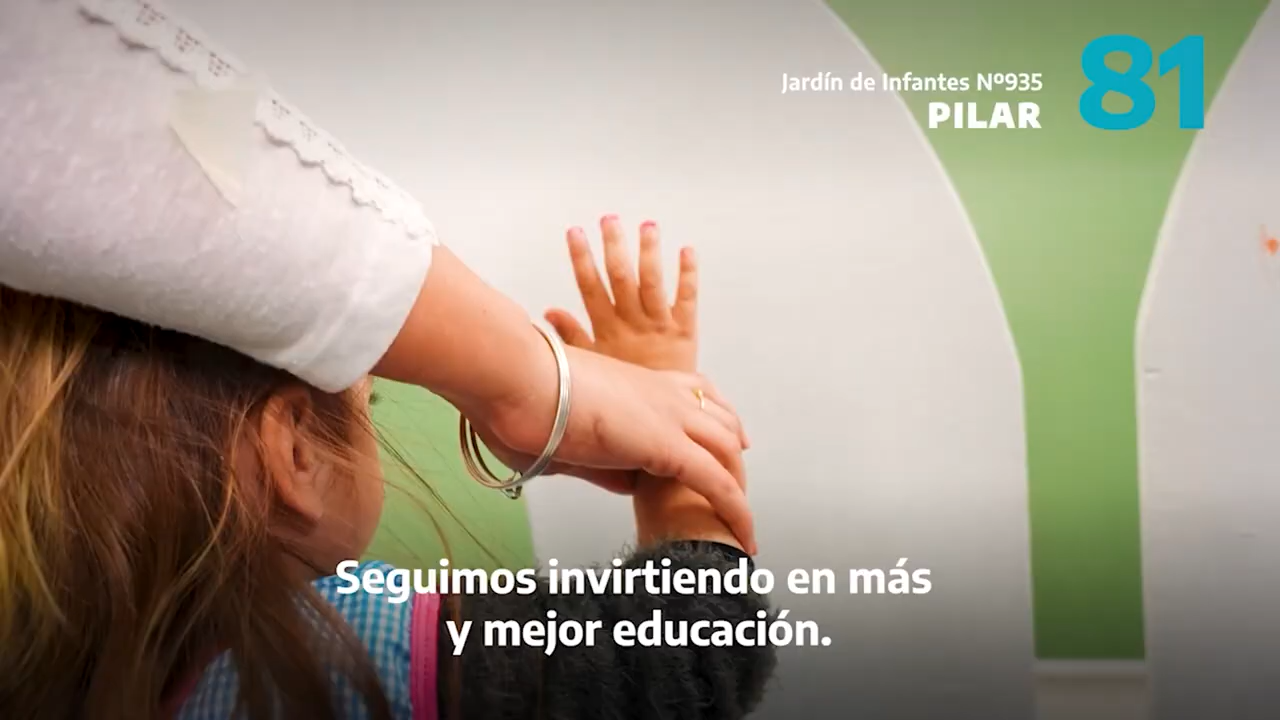 Jardín de Infantes Nº935
PILAR
81
Seguimos invirtiendo en más
y mejor educación.